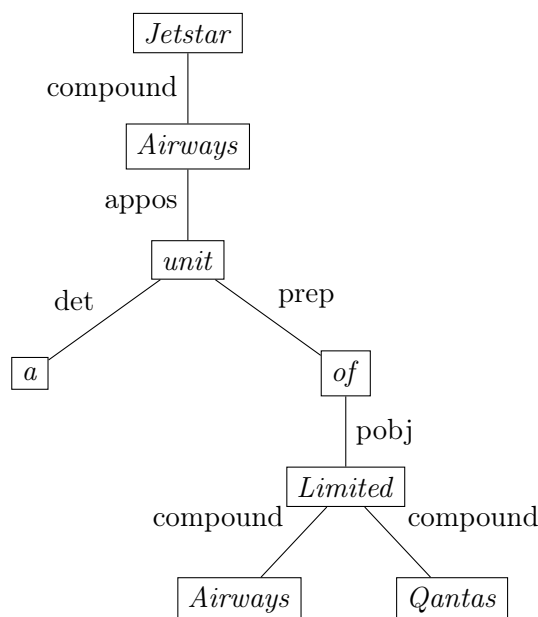 Jetstar
compound
Airways
appos
unit
det prep
a of
pobj
Limited
compound compound
Airways Qantas